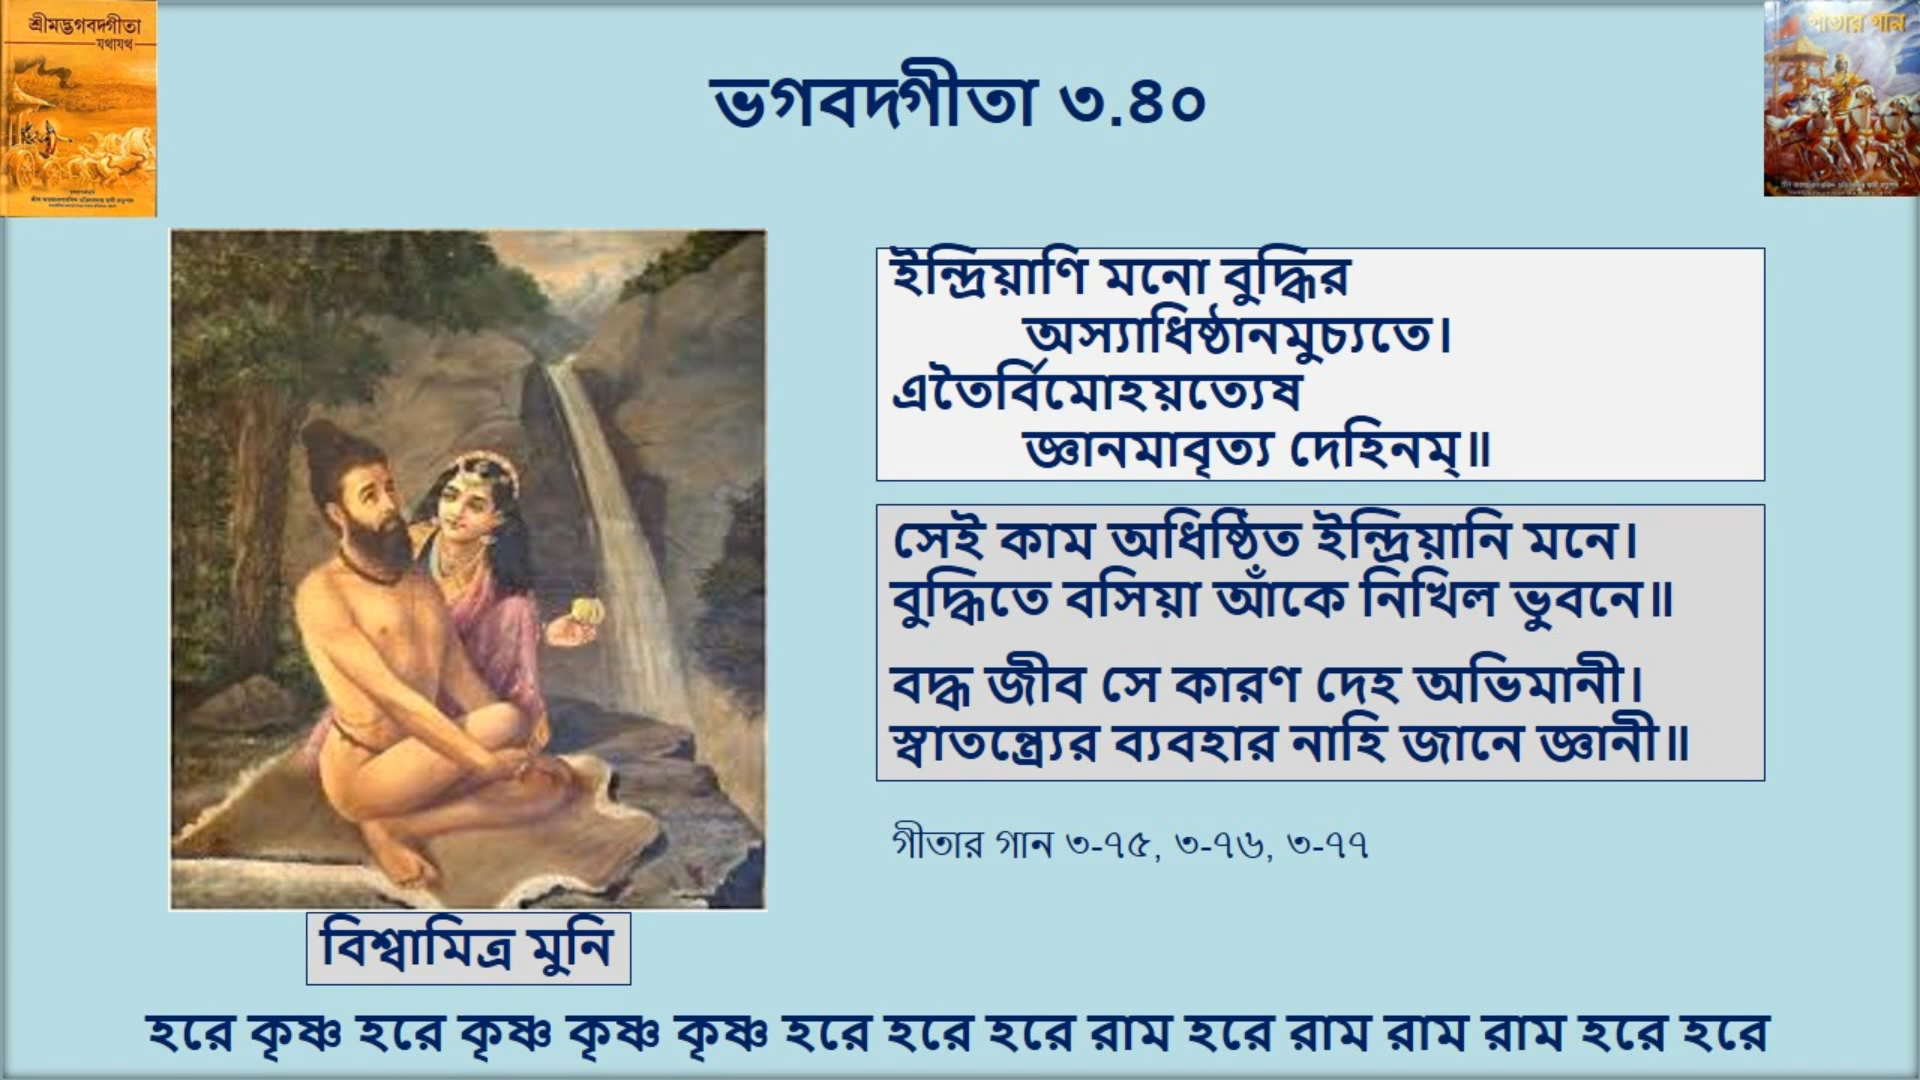 শ্রীমদ্ভগবদ্গীতা
যথাযথ
গীতার গান
ভগবদ্গীতা ৩.৪০
ইন্দ্রিয়াণি মনো বুদ্ধির
অস্যাধিষ্ঠানমুচ্যতে।
এতৈর্বিমোহয়ত্যেষ
জ্ঞানমাবৃত্য দেহিনম্॥
সেই কাম অধিষ্ঠিত ইন্দ্রিয়ানি মনে।
বুদ্ধিতে বসিয়া আঁকে নিখিল ভুবনে॥
বদ্ধ জীব সে কারণ দেহ অভিমানী।
স্বাতন্ত্র্যের ব্যবহার নাহি জানে জ্ঞানী॥
গীতার গান ৩-৭৫, ৩-৭৬, ৩-৭৭
বিশ্বামিত্র মুনি
হরে কৃষ্ণ হরে কৃষ্ণ কৃষ্ণ কৃষ্ণ হরে হরে হরে রাম হরে রাম রাম রাম হরে হরে